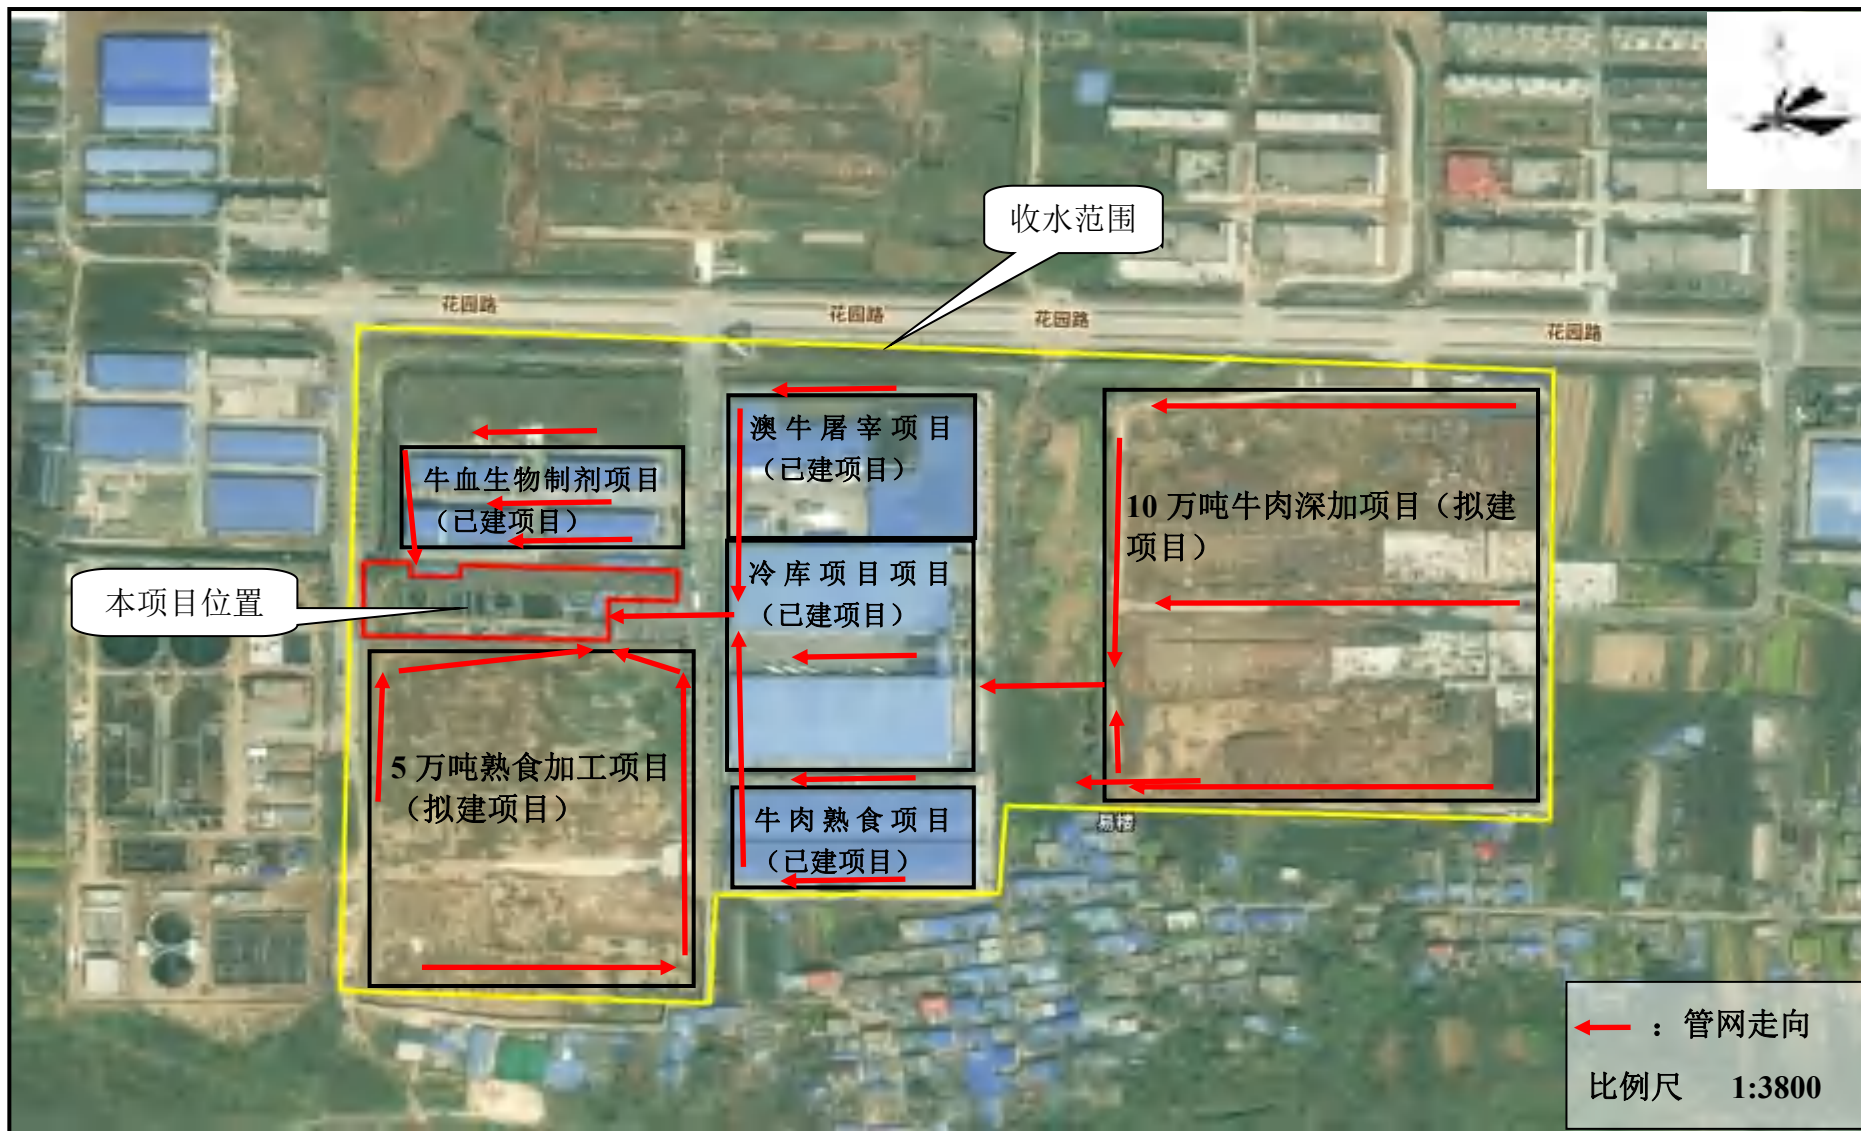 收水范围
花园路
花园路
花园路
花园路
澳牛屠宰项目
（已建项目）
牛血生物制剂项目
（已建项目）
10 万吨牛肉深加项目（拟建
项目）
冷库项目项目
（已建项目）
本项目位置
5 万吨熟食加工项目
（拟建项目）
牛肉熟食项目
（已建项目）
易楼
：管网走向
比例尺 1:3800